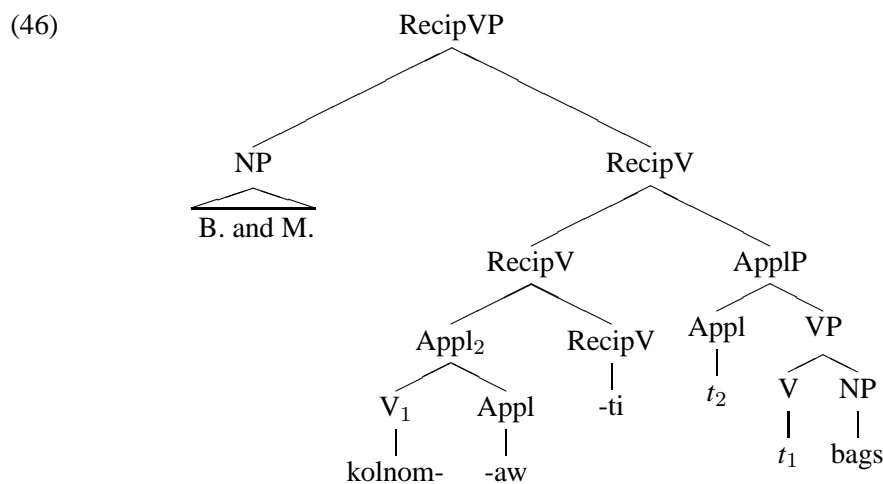 (46) RecipVP
NP RecipV
B. and M.
RecipV ApplP
Appl₂ RecipV Appl VP
V₁ Appl -ti t₂ V NP
kolnom- -aw t₁ bags